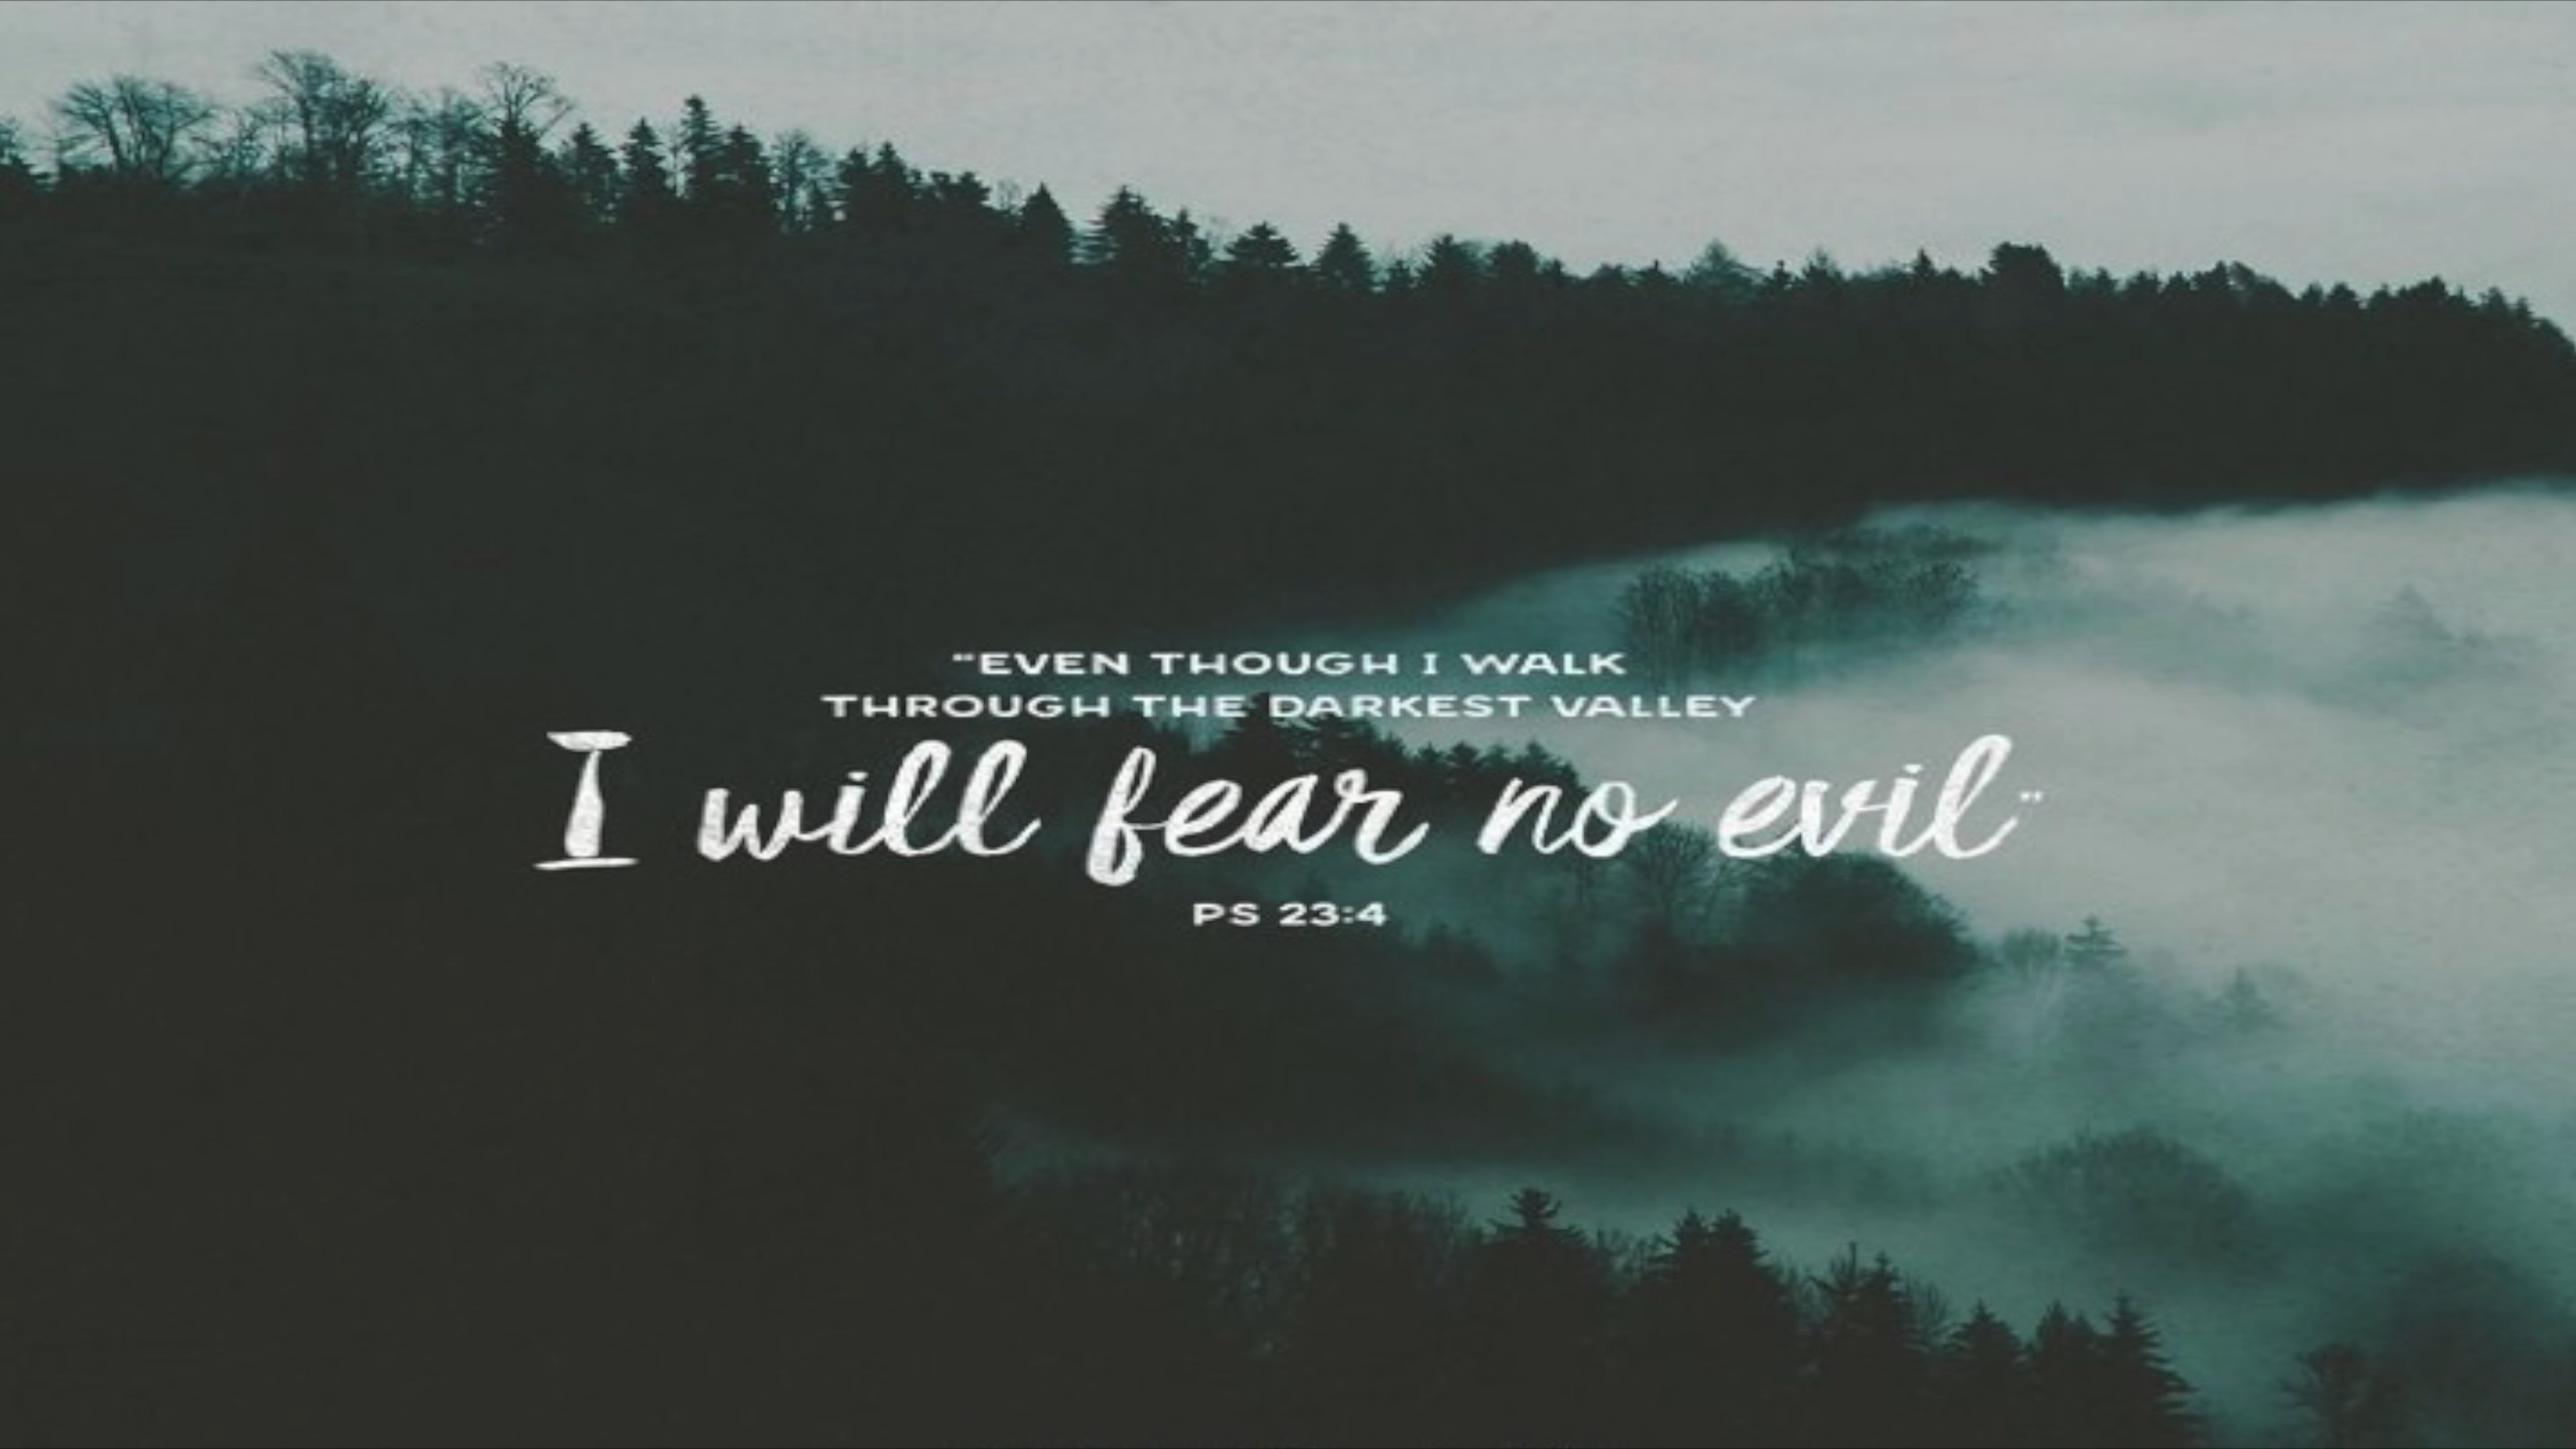 "EVEN THOUGH I WALK
THROUGH THE DARKEST VALLEY
I will fear no evil"
PS 23:4